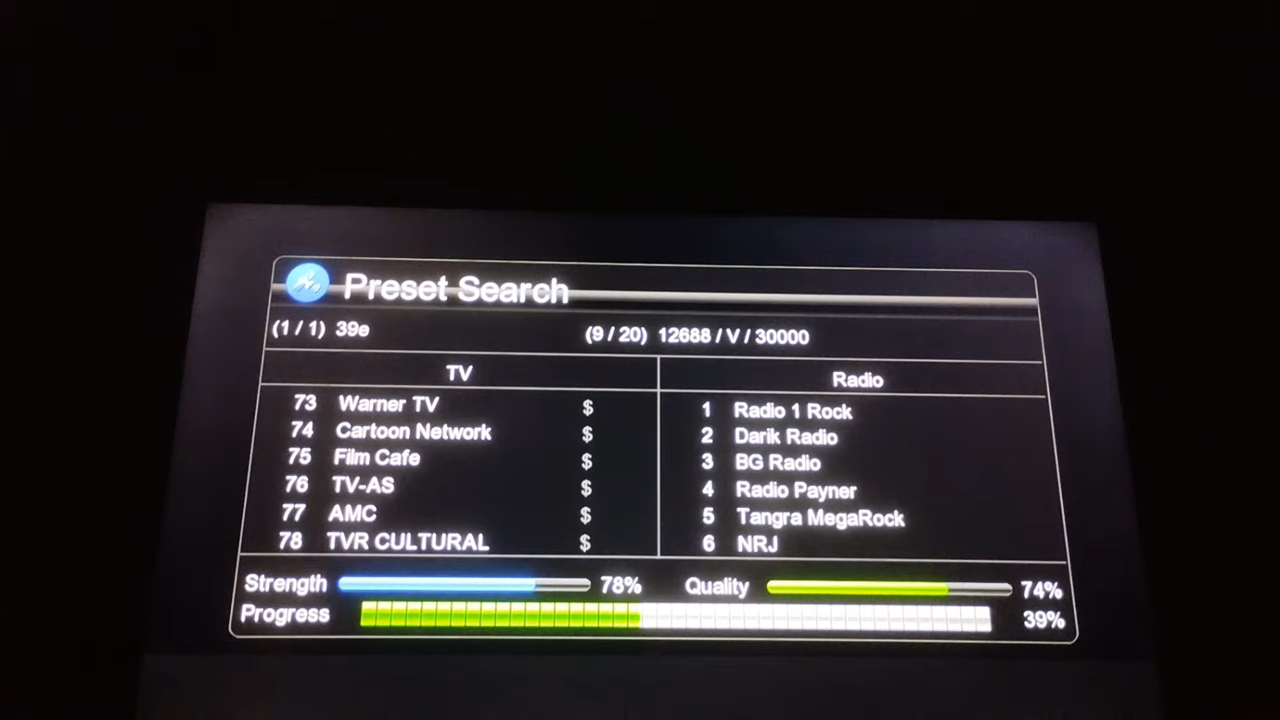 Preset Search
(1 / 1) 39e (9 / 20) 12688 / V / 30000
TV Radio
73 Warner TV $ 1 Radio 1 Rock
74 Cartoon Network $ 2 Darik Radio
75 Film Cafe $ 3 BG Radio
76 TV-AS $ 4 Radio Payner
77 AMC $ 5 Tangra MegaRock
78 TVR CULTURAL $ 6 NRJ
Strength 78% Quality 74%
Progress 39%